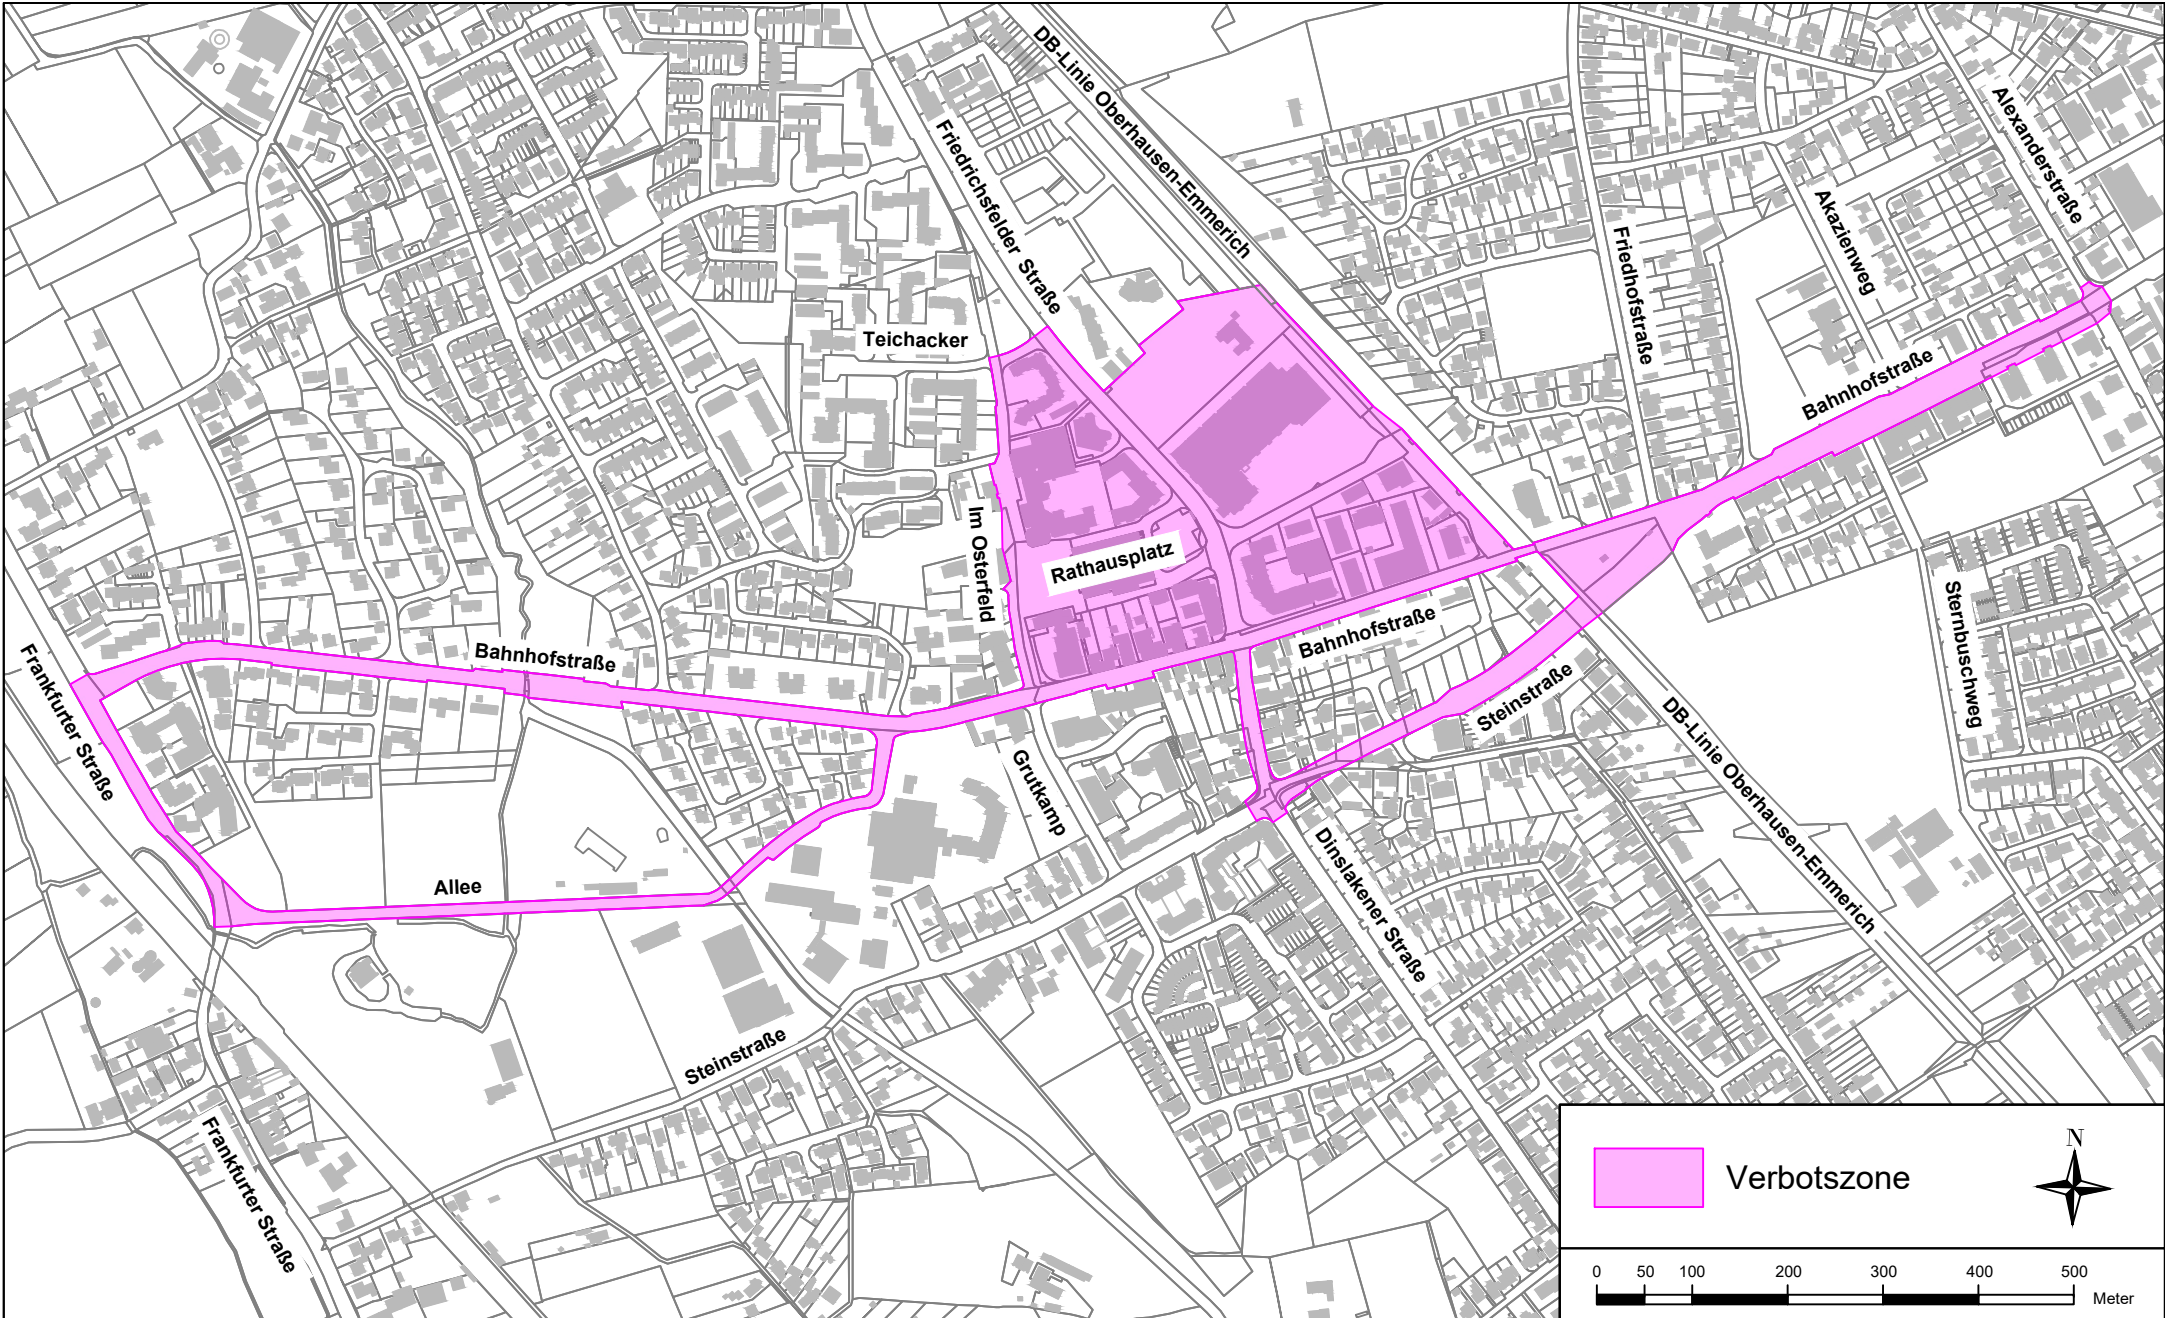 DB-Linie Oberhausen-Emmerich
Alexanderstraße
Friedrichsfelder Straße
Akazienweg
Friedhofstraße
Teichacker
Bahnhofstraße
Im Osterfeld
Rathausplatz
Sternbuschweg
Bahnhofstraße
Bahnhofstraße
Frankfurter Straße
Steinstraße
DB-Linie Oberhausen-Emmerich
Grutkamp
Dinslakener Straße
Allee
Steinstraße
Frankfurter Straße
Verbotszone
N
0 50 100 200 300 400 500
Meter